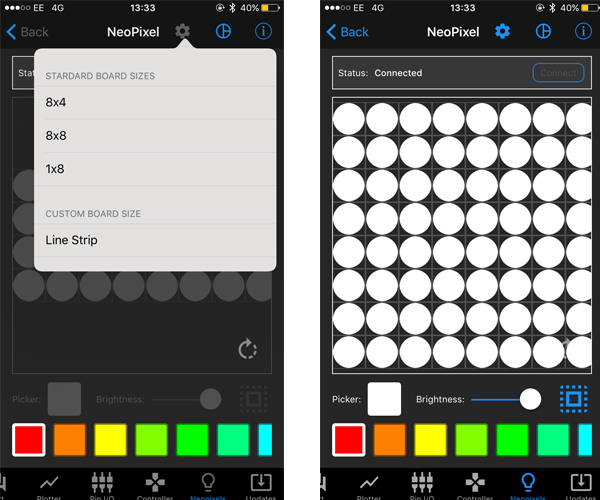 EE 4G 13:33 40%
Back NeoPixel
STARDARD BOARD SIZES
8x4
8x8
1x8
CUSTOM BOARD SIZE
Line Strip
Picker: Brightness:
Plotter Pin I/O Controller Neopixels Updates
EE 4G 13:33 40%
Back NeoPixel
Status: Connected Connect
Picker: Brightness:
Plotter Pin I/O Controller Neopixels Updates